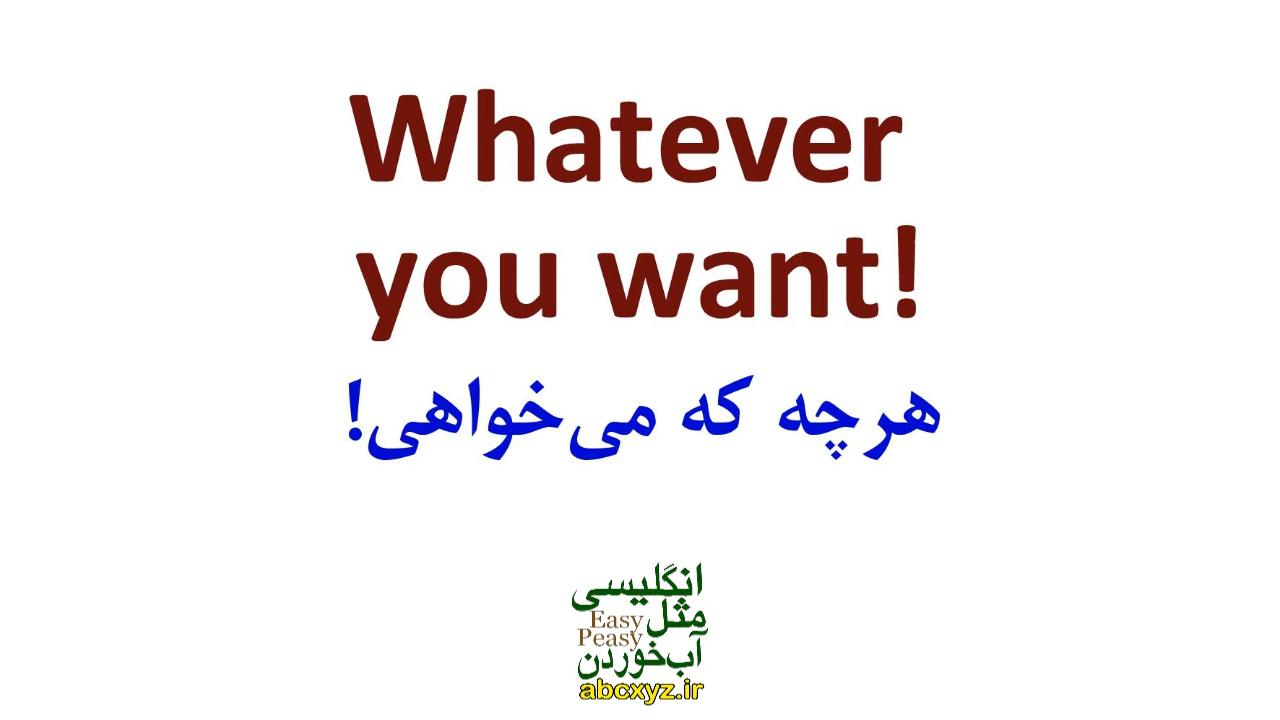 Whatever
you want!
هرچه که می‌خواهی!
انگلیسی
مثل
Easy
Peasy
آب‌خوردن
abcxyz.ir